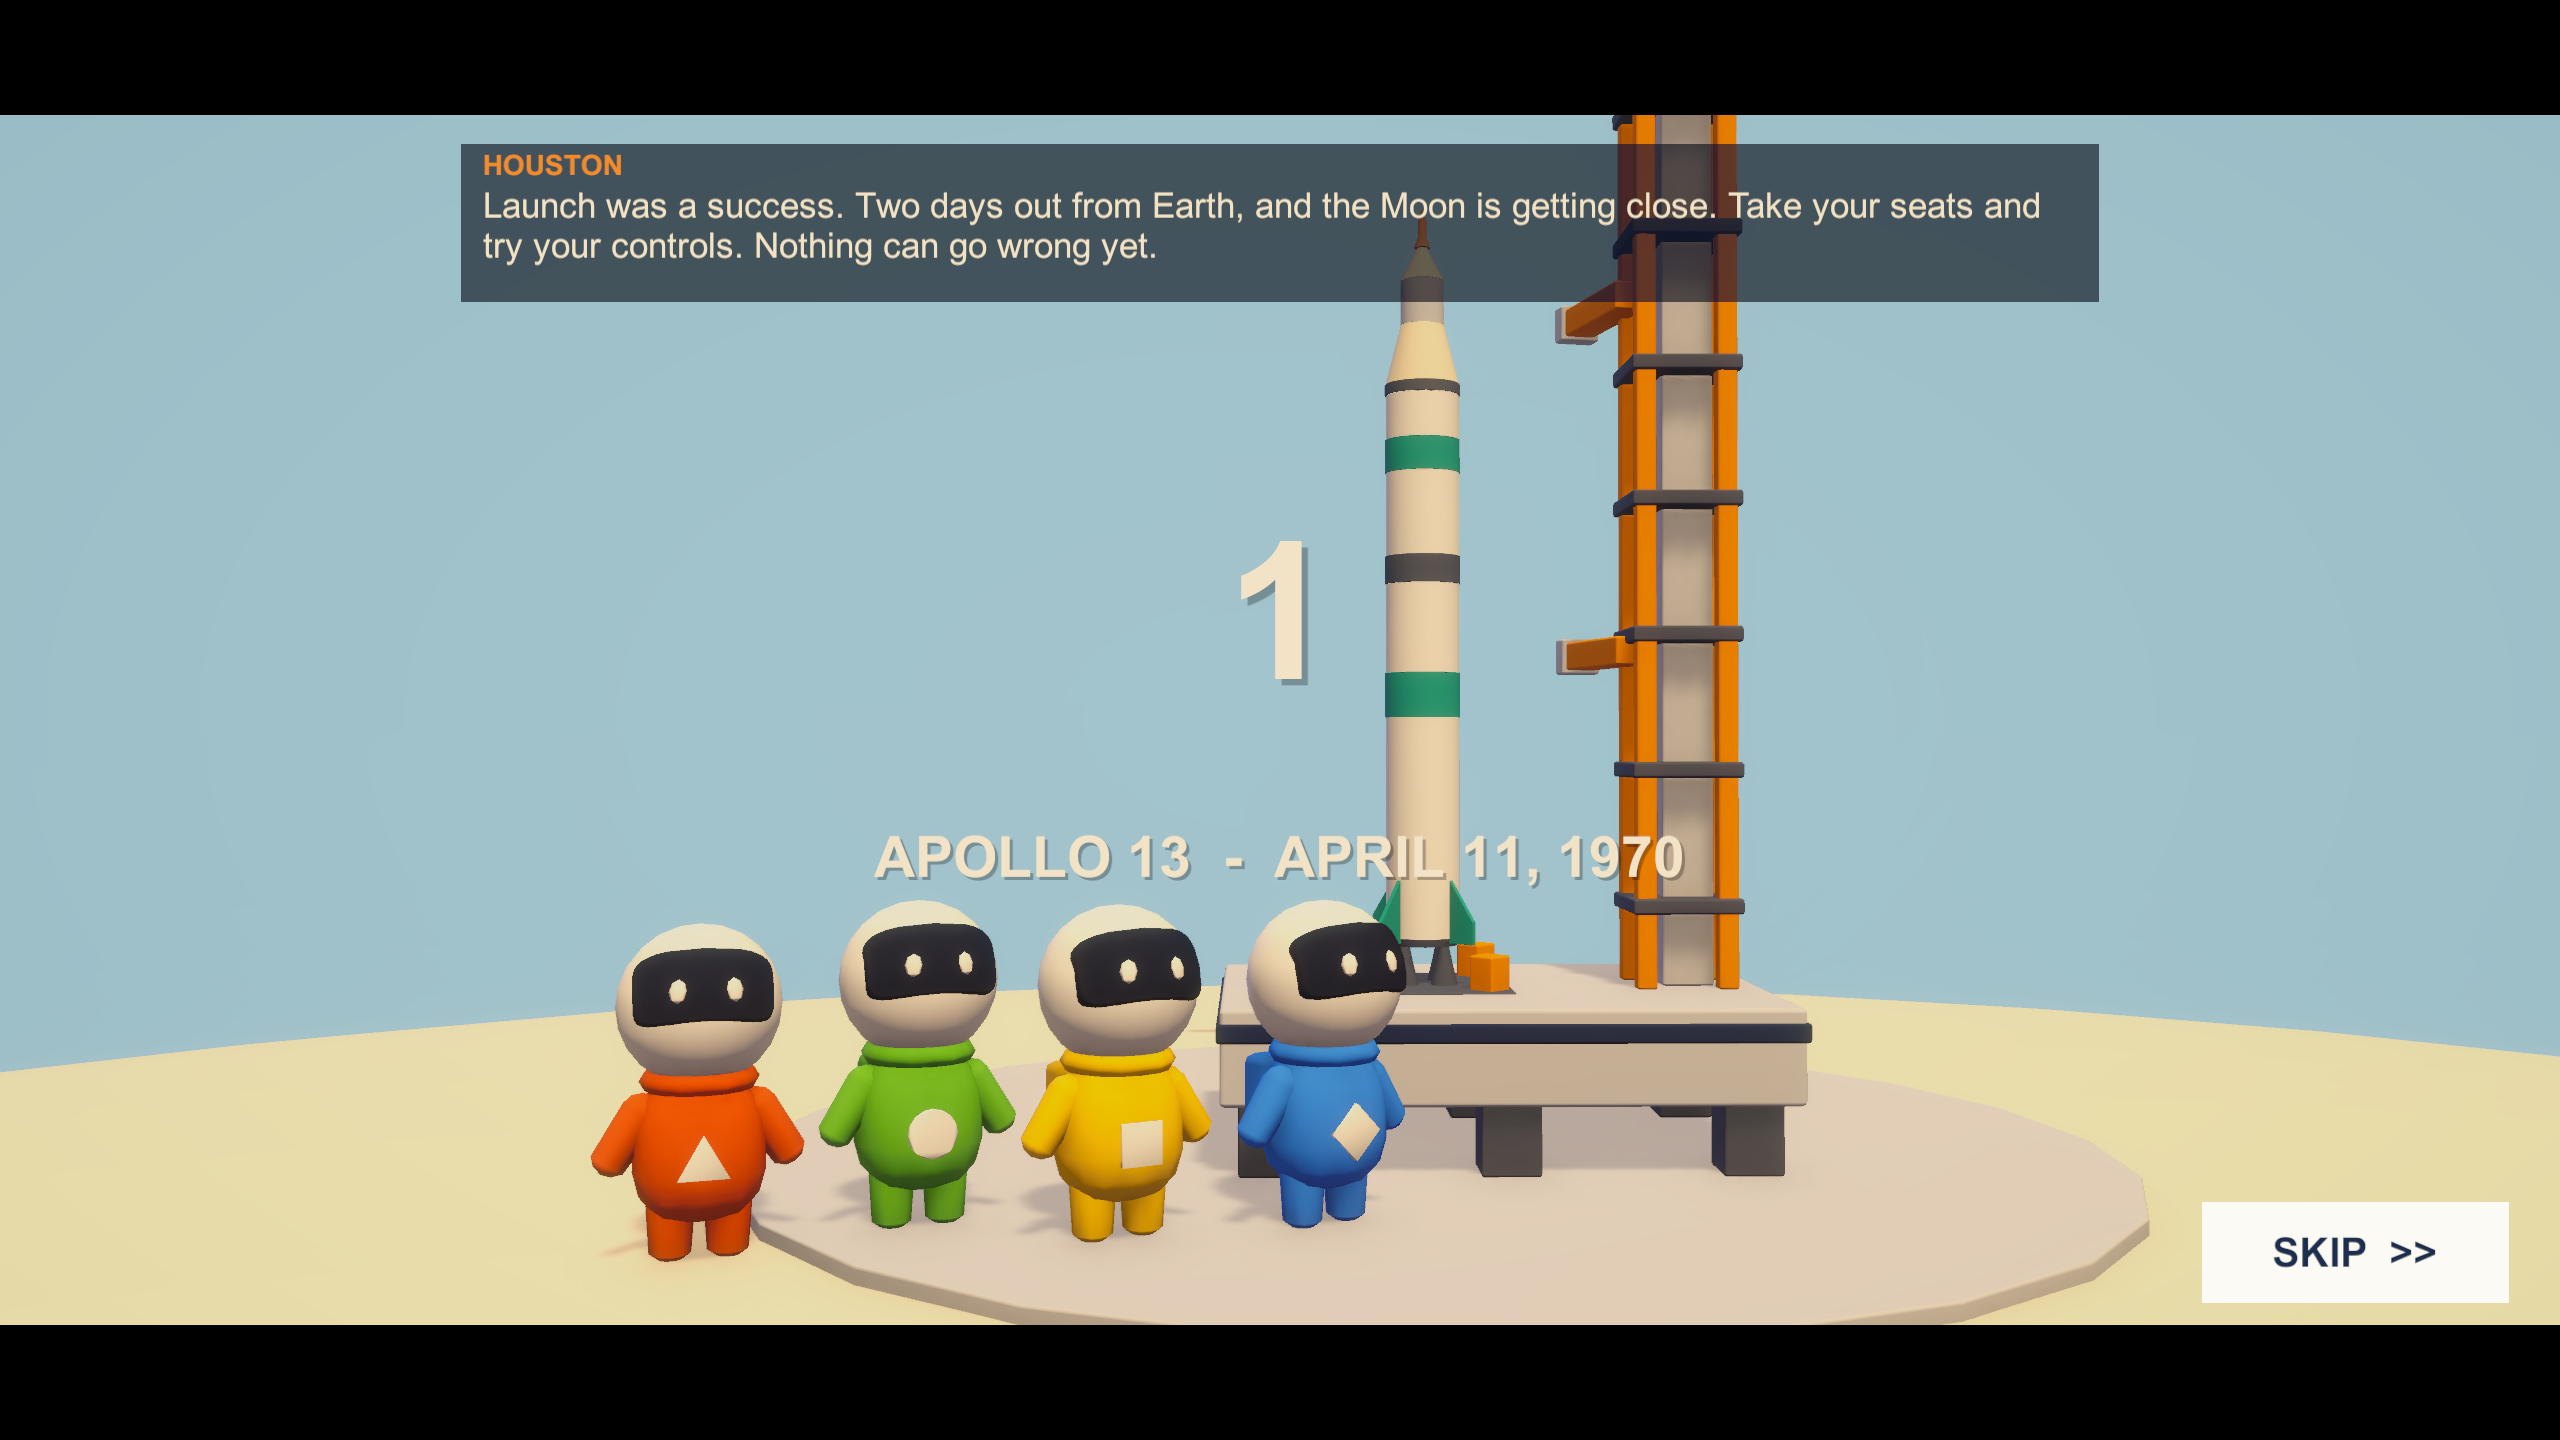 HOUSTON
Launch was a success. Two days out from Earth, and the Moon is getting close. Take your seats and
try your controls. Nothing can go wrong yet.
1
APOLLO 13 - APRIL 11, 1970
SKIP >>